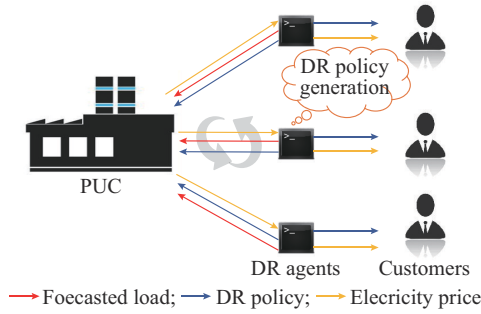 >_
DR policy
generation
>_
PUC
>_
DR agents
Customers
Foecasted load; DR policy; Elecricity price